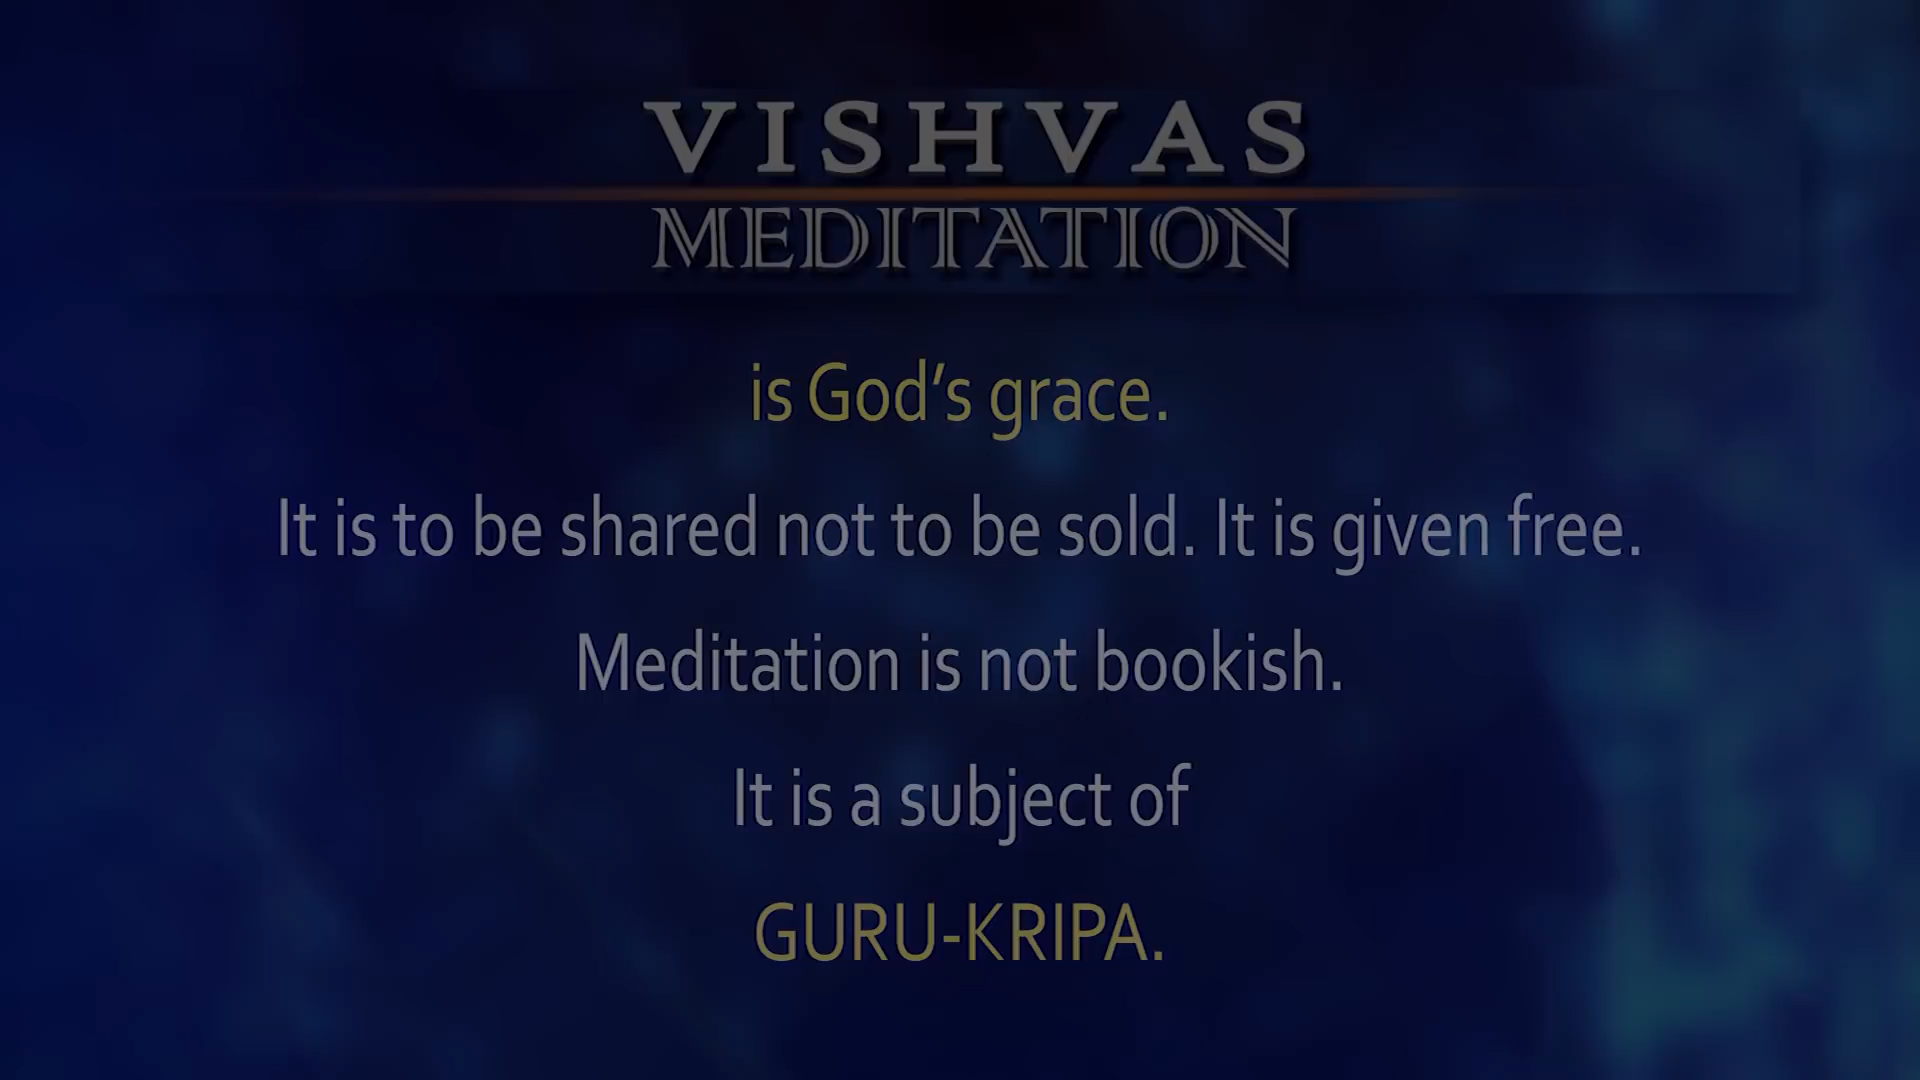 VISHVAS
MEDITATION
is God’s grace.
It is to be shared not to be sold. It is given free.
Meditation is not bookish.
It is a subject of
GURU-KRIPA.